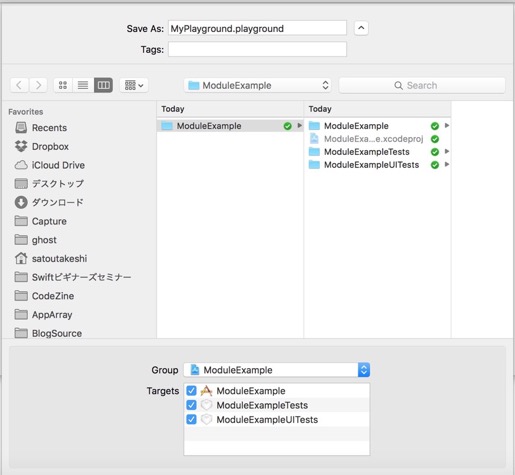 Save As: MyPlayground.playground
Tags:
ModuleExample
Search
Favorites
Recents
Dropbox
iCloud Drive
デスクトップ
ダウンロード
Capture
ghost
satoutakeshi
Swiftビギナーズセミナー
CodeZine
AppArray
BlogSource
Today
ModuleExample
Today
ModuleExample
ModuleExa...e.xcodeproj
ModuleExampleTests
ModuleExampleUITests
Group ModuleExample
Targets ModuleExample
ModuleExampleTests
ModuleExampleUITests